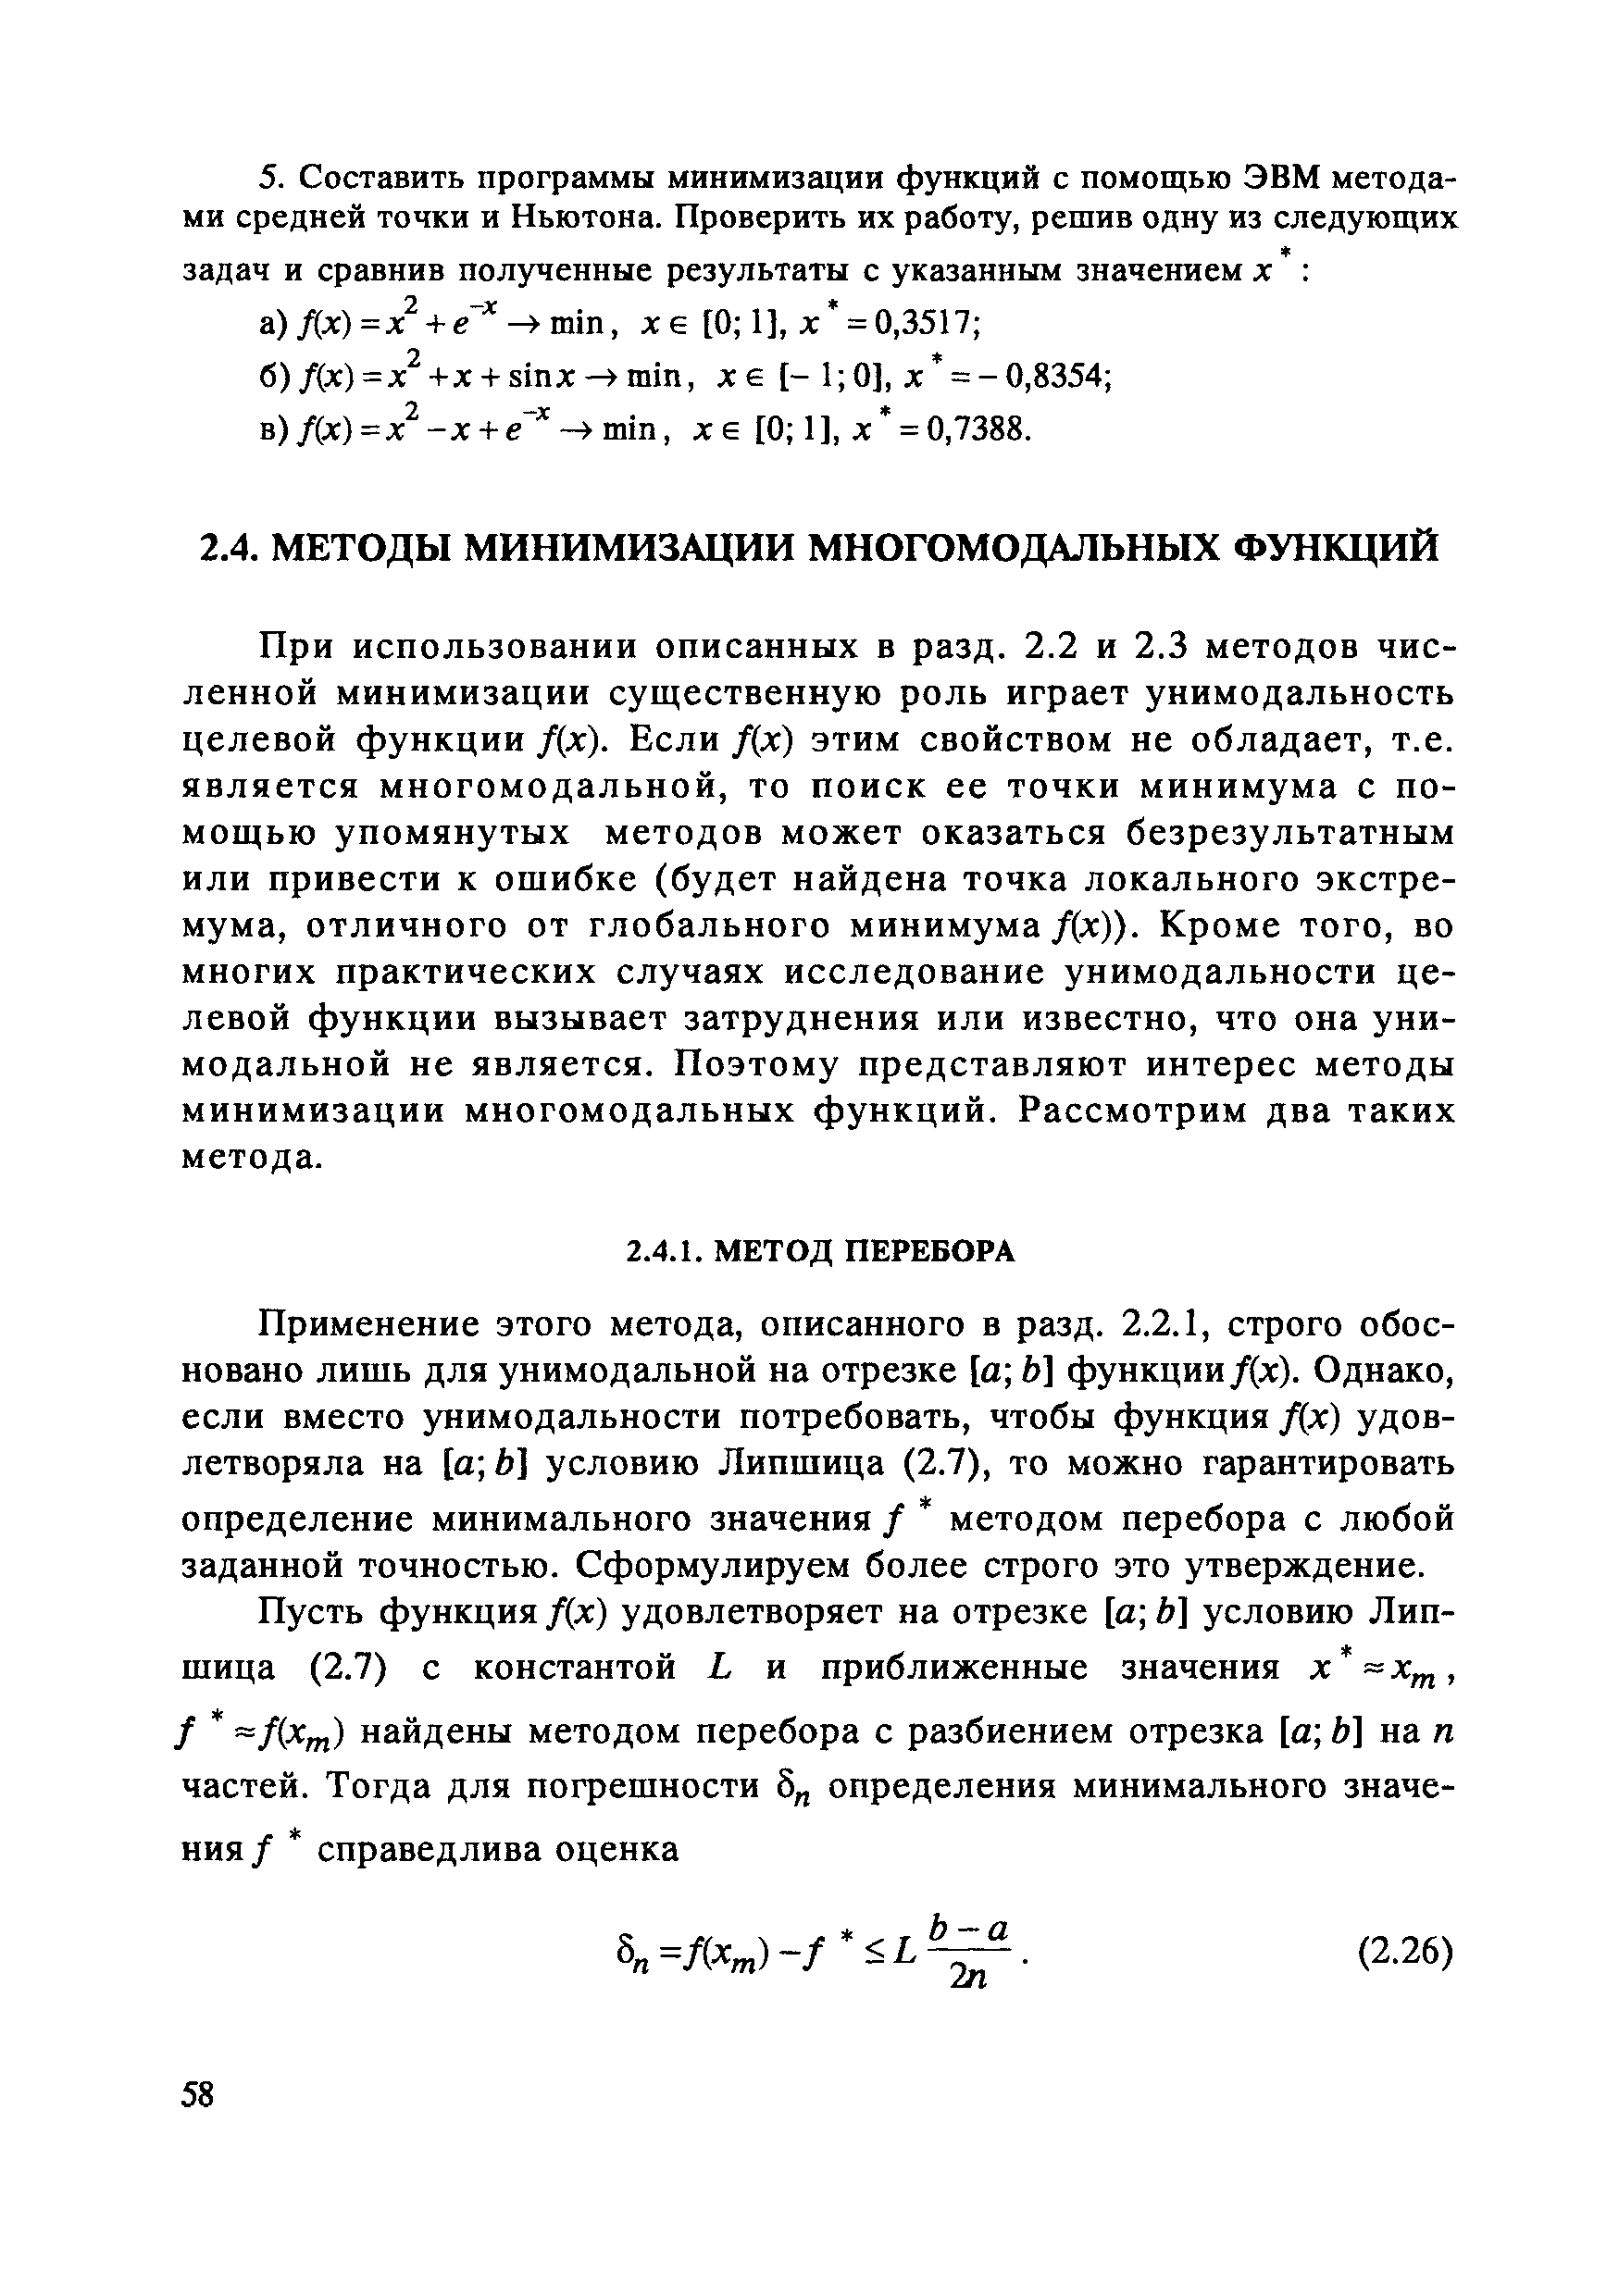 5. Составить программы минимизации функций с помощью ЭВМ метода-
ми средней точки и Ньютона. Проверить их работу, решив одну из следующих
задач и сравнив полученные результаты с указанным значением x* :
а) f(x) = x² + e⁻ˣ → min, x ∈ [0; 1], x* = 0,3517;
б) f(x) = x² + x + sinx → min, x ∈ [– 1; 0], x* = – 0,8354;
в) f(x) = x² – x + e⁻ˣ → min, x ∈ [0; 1], x* = 0,7388.
2.4. МЕТОДЫ МИНИМИЗАЦИИ МНОГОМОДАЛЬНЫХ ФУНКЦИЙ
При использовании описанных в разд. 2.2 и 2.3 методов чис-
ленной минимизации существенную роль играет унимодальность
целевой функции f(x). Если f(x) этим свойством не обладает, т.е.
является многомодальной, то поиск ее точки минимума с по-
мощью упомянутых методов может оказаться безрезультатным
или привести к ошибке (будет найдена точка локального экстре-
мума, отличного от глобального минимума f(x)). Кроме того, во
многих практических случаях исследование унимодальности це-
левой функции вызывает затруднения или известно, что она уни-
модальной не является. Поэтому представляют интерес методы
минимизации многомодальных функций. Рассмотрим два таких
метода.
2.4.1. МЕТОД ПЕРЕБОРА
Применение этого метода, описанного в разд. 2.2.1, строго обос-
новано лишь для унимодальной на отрезке [a; b] функции f(x). Однако,
если вместо унимодальности потребовать, чтобы функция f(x) удов-
летворяла на [a; b] условию Липшица (2.7), то можно гарантировать
определение минимального значения f * методом перебора с любой
заданной точностью. Сформулируем более строго это утверждение.
Пусть функция f(x) удовлетворяет на отрезке [a; b] условию Лип-
шица (2.7) с константой L и приближенные значения x* ≈ xₘ ,
f * ≈ f(xₘ) найдены методом перебора с разбиением отрезка [a; b] на n
частей. Тогда для погрешности δₙ определения минимального значе-
ния f * справедлива оценка
δₙ = f(xₘ) – f * ≤ L (b – a)/(2n) . (2.26)
58